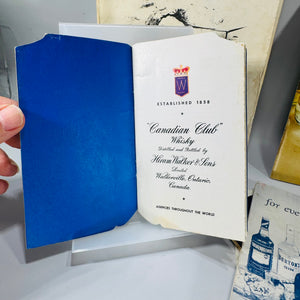 W
ESTABLISHED 1858
"Canadian Club"
Whisky
Distilled and Bottled by
Hiram Walker & Sons
Limited
Walkerville, Ontario,
Canada.
AGENCIES THROUGHOUT THE WORLD
for eve